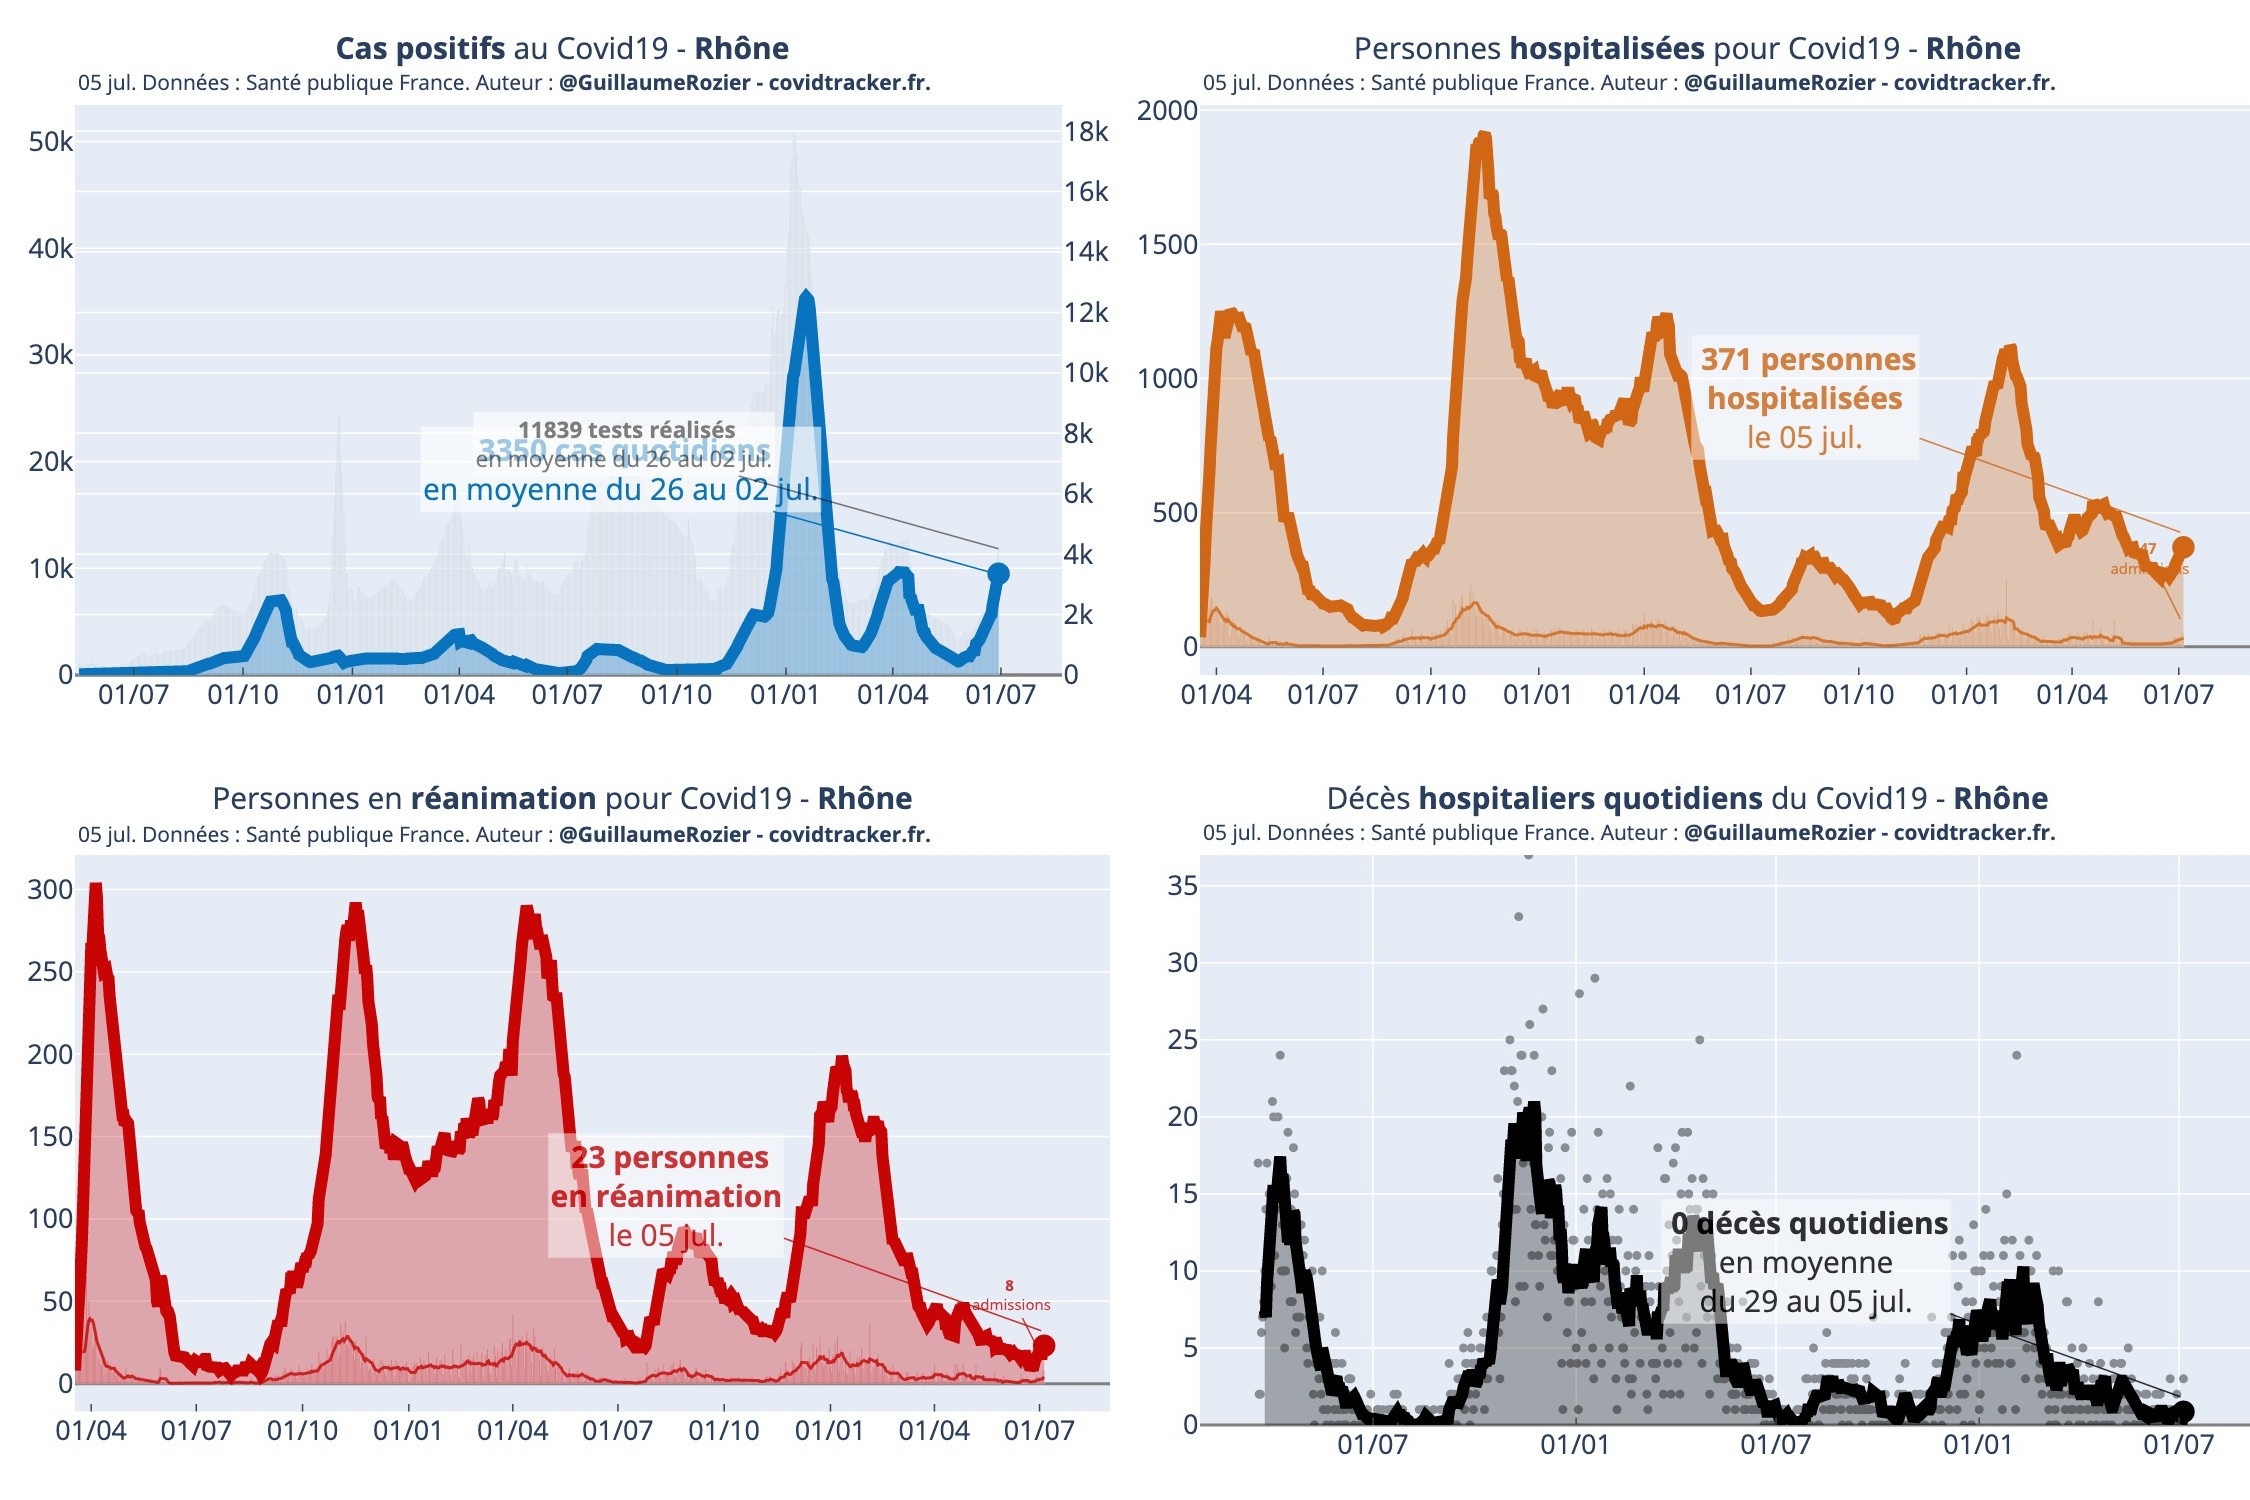 Cas positifs au Covid19 - Rhône
05 jul. Données : Santé publique France. Auteur : @GuillaumeRozier - covidtracker.fr.
50k
40k
30k
20k
10k
0
18k
16k
14k
12k
10k
8k
6k
4k
2k
0
11839 tests réalisés
en moyenne du 26 au 02 jul.
3350 cas quotidiens
en moyenne du 26 au 02 jul.
01/07 01/10 01/01 01/04 01/07 01/10 01/01 01/04 01/07
Personnes hospitalisées pour Covid19 - Rhône
05 jul. Données : Santé publique France. Auteur : @GuillaumeRozier - covidtracker.fr.
2000
1500
1000
500
0
371 personnes
hospitalisées
le 05 jul.
47
admissions
01/04 01/07 01/10 01/01 01/04 01/07 01/10 01/01 01/04 01/07
Personnes en réanimation pour Covid19 - Rhône
05 jul. Données : Santé publique France. Auteur : @GuillaumeRozier - covidtracker.fr.
300
250
200
150
100
50
0
23 personnes
en réanimation
le 05 jul.
8
admissions
01/04 01/07 01/10 01/01 01/04 01/07 01/10 01/01 01/04 01/07
Décès hospitaliers quotidiens du Covid19 - Rhône
05 jul. Données : Santé publique France. Auteur : @GuillaumeRozier - covidtracker.fr.
35
30
25
20
15
10
5
0
0 décès quotidiens
en moyenne
du 29 au 05 jul.
01/07 01/01 01/07 01/01 01/07